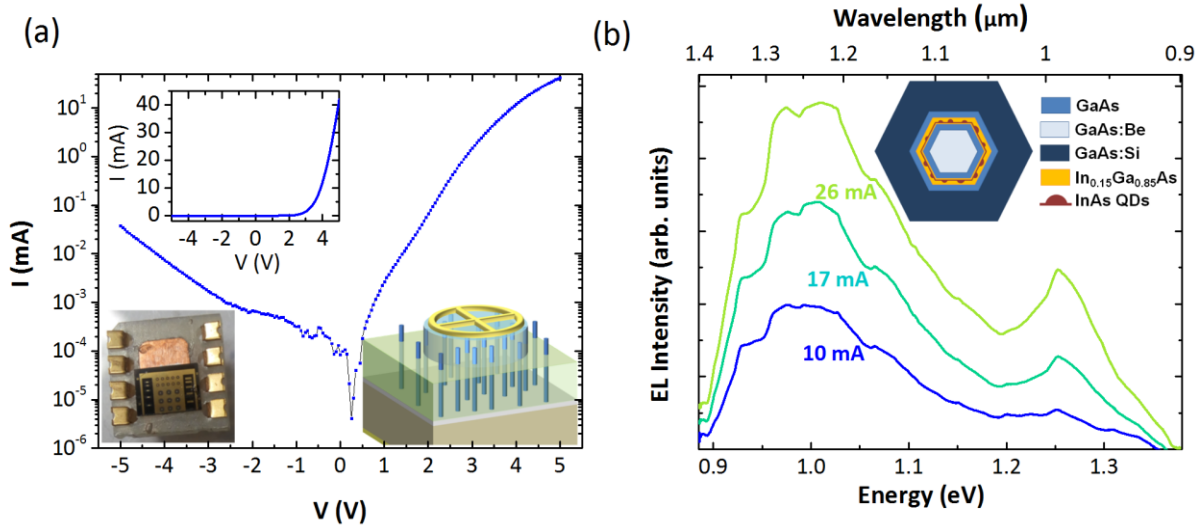 (a)
I (mA)
10^1
10^0
10^-1
10^-2
10^-3
10^-4
10^-5
10^-6
-5 -4 -3 -2 -1 0 1 2 3 4 5
V (V)
I (mA)
40
30
20
10
0
-4 -2 0 2 4
V (V)
(b)
Wavelength (μm)
1.4 1.3 1.2 1.1 1 0.9
EL Intensity (arb. units)
26 mA
17 mA
10 mA
GaAs
GaAs:Be
GaAs:Si
In0.15Ga0.85As
InAs QDs
0.9 1.0 1.1 1.2 1.3
Energy (eV)